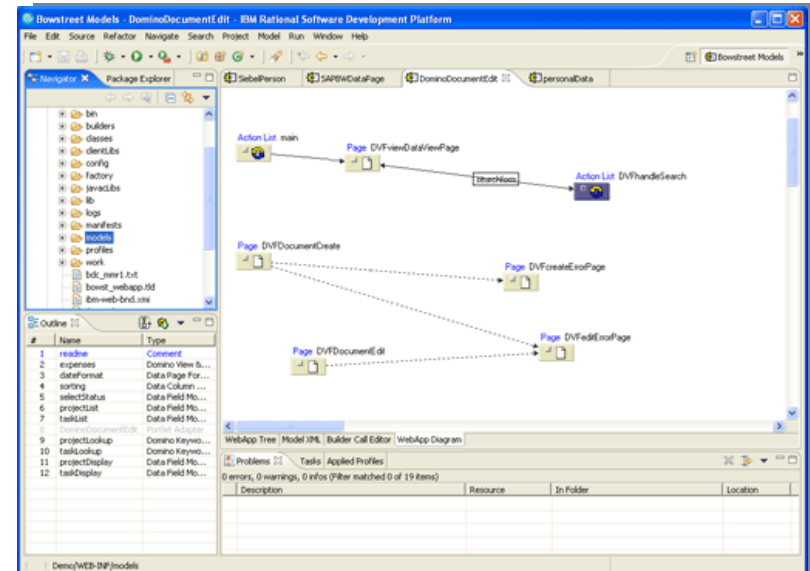 Bowstreet Models - DominoDocumentEdit - IBM Rational Software Development Platform
File Edit Source Refactor Navigate Search Project Model Run Window Help
Bowstreet Models
Navigator Package Explorer
SiebelPerson SAPBWDataPage DominoDocumentEdit personalData
bin
builders
classes
clientLibs
config
factory
javacLibs
lib
logs
manifests
models
profiles
work
bowst_webapp.tld
ibm-web-bnd.xmi
Action List main
Page DVFviewDataViewPage
Action List DVFhandleSearch
Page DVFDocumentCreate
Page DVFcreateErrorPage
Page DVFeditErrorPage
Page DVFDocumentEdit
WebApp Tree Model XML Builder Call Editor WebApp Diagram
Outline
# Name Type
1 readme Comment
2 expenses Domino View b...
3 dateFormat Data Page For...
4 sorting Data Column ...
5 selectStatus Data Field Mo...
6 projectList Data Field Mo...
7 taskList Data Field Mo...
8 DominoDocumentEdit Portlet Adapter
9 projectLookup Domino Keywo...
10 taskLookup Domino Keywo...
11 projectDisplay Data Field Mo...
12 taskDisplay Data Field Mo...
Problems Tasks Applied Profiles
0 errors, 0 warnings, 0 infos (Filter matched 0 of 19 items)
Description Resource In Folder Location
Demo/WEB-INF/models